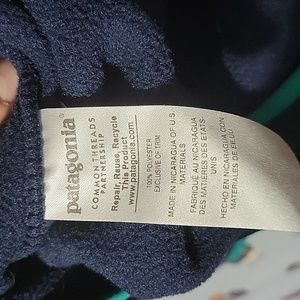 patagonia
COMMON THREADS
PARTNERSHIP
Repair, Reuse, Recycle
This Product
www.patagonia.com
100% POLYESTER
EXCLUSIVE OF TRIM
MADE IN NICARAGUA OF U.S.
MATERIALS
FABRIQUÉ AU NICARAGUA
DES MATIÈRES DES ÉTATS-
UNIS
HECHO EN NICARAGUA CON
MATERIALES DE EE.UU